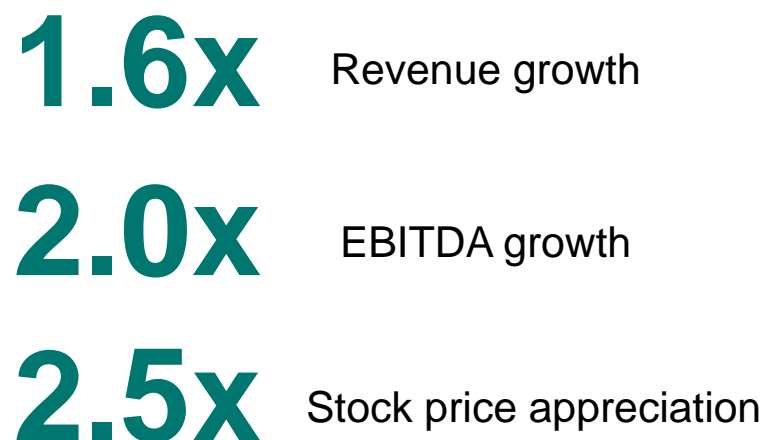 1.6x Revenue growth
2.0x EBITDA growth
2.5x Stock price appreciation